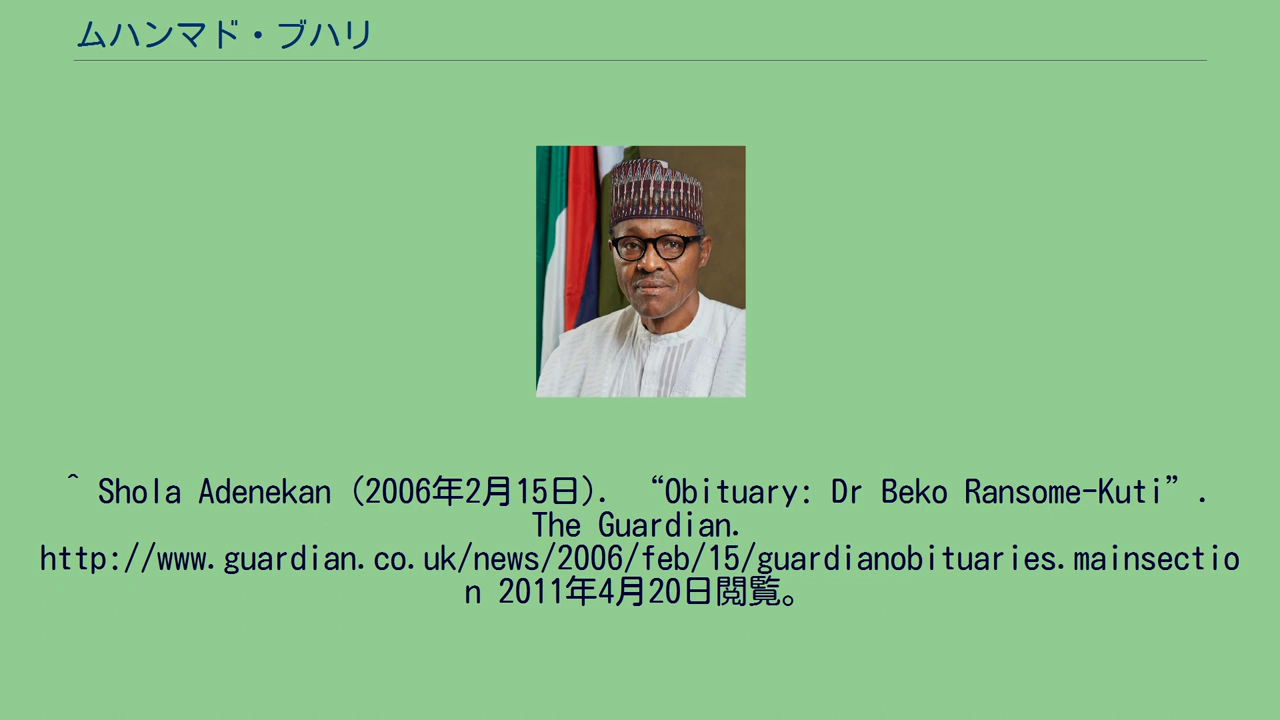 ムハンマド・ブハリ
^ Shola Adenekan (2006年2月15日). “Obituary: Dr Beko Ransome-Kuti”.
The Guardian.
http://www.guardian.co.uk/news/2006/feb/15/guardianobituaries.mainsectio
n 2011年4月20日閲覧。